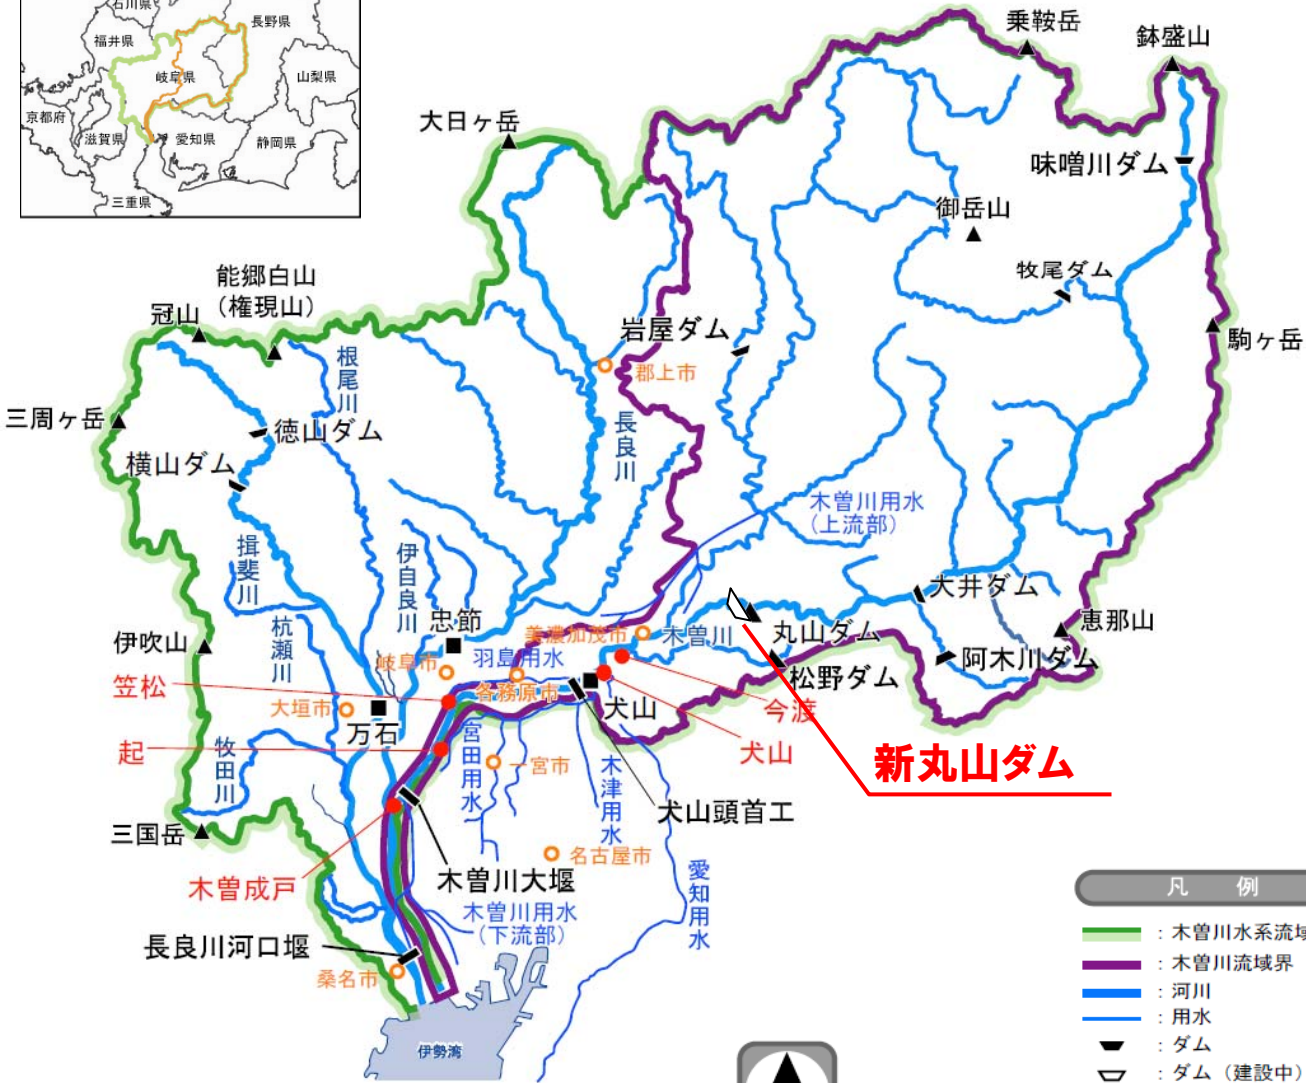 石川県
長野県
福井県
岐阜県
山梨県
京都府
滋賀県
愛知県
静岡県
三重県
乗鞍岳
鉢盛山
大日ヶ岳
味噌川ダム
御岳山
牧尾ダム
能郷白山
(権現山)
冠山
岩屋ダム
駒ヶ岳
根尾川
郡上市
三周ヶ岳
徳山ダム
長良川
横山ダム
木曽川用水
(上流部)
揖斐川
伊自良川
大井ダム
忠節
杭瀬川
美濃加茂市
木曽川
丸山ダム
恵那山
伊吹山
岐阜市
羽島用水
阿木川ダム
松野ダム
笠松
各務原市
大垣市
犬山
今渡
万石
起
宮田用水
犬山
新丸山ダム
牧田川
一宮市
木津用水
犬山頭首工
三国岳
名古屋市
木曽成戸
木曽川大堰
愛知用水
凡 例
木曽川用水
(下流部)
:木曽川水系流域
長良川河口堰
:木曽川流域界
桑名市
:河川
:用水
伊勢湾
:ダム
:ダム(建設中)